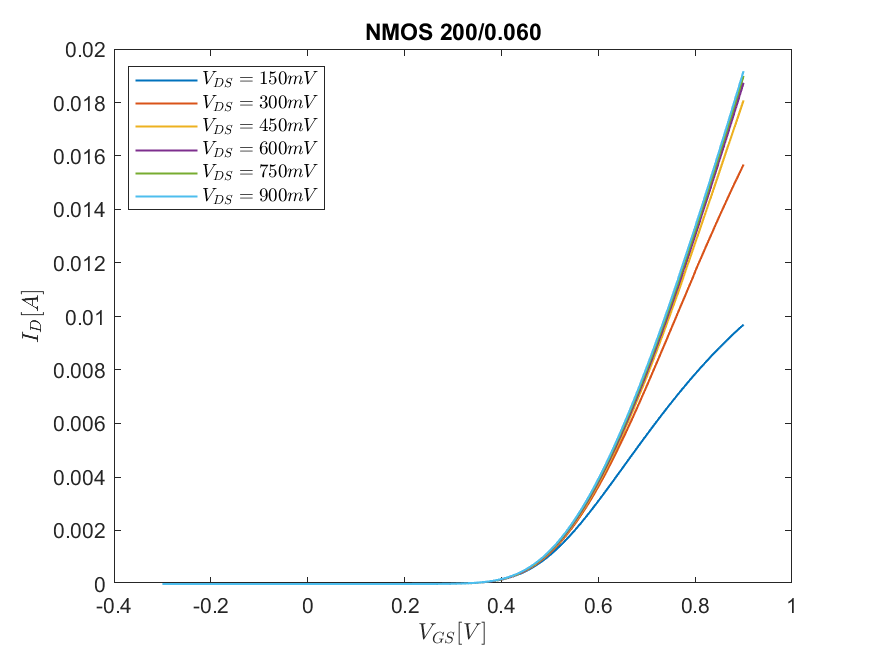 NMOS 200/0.060
0.02
0.018
0.016
0.014
0.012
0.01
0.008
0.006
0.004
0.002
0
V_DS = 150mV
V_DS = 300mV
V_DS = 450mV
V_DS = 600mV
V_DS = 750mV
V_DS = 900mV
I_D[A]
-0.4 -0.2 0 0.2 0.4 0.6 0.8 1
V_GS[V]